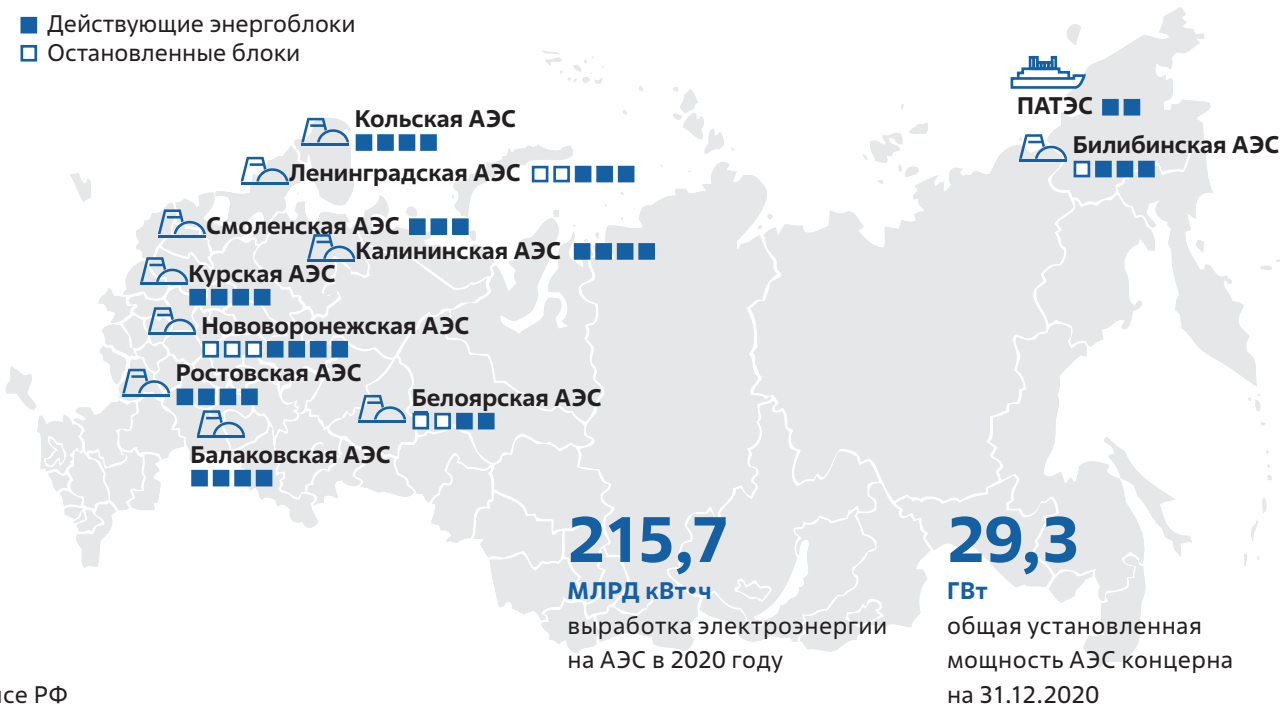 Действующие энергоблоки
Остановленные блоки
ПАТЭС
Кольская АЭС
Билибинская АЭС
Ленинградская АЭС
Смоленская АЭС
Калининская АЭС
Курская АЭС
Нововоронежская АЭС
Ростовская АЭС
Белоярская АЭС
Балаковская АЭС
215,7
МЛРД кВт•ч
выработка электроэнергии
на АЭС в 2020 году
29,3
ГВт
общая установленная
мощность АЭС концерна
на 31.12.2020
РФ